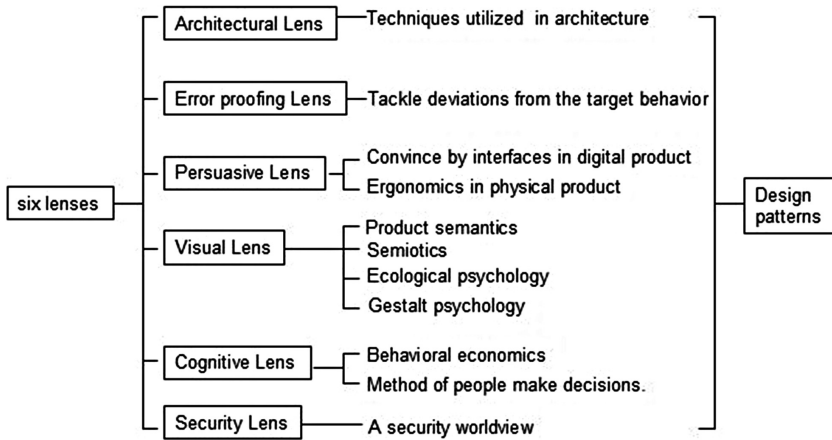 Architectural Lens
Techniques utilized in architecture
Error proofing Lens
Tackle deviations from the target behavior
Persuasive Lens
Convince by interfaces in digital product
Ergonomics in physical product
six lenses
Design
patterns
Visual Lens
Product semantics
Semiotics
Ecological psychology
Gestalt psychology
Cognitive Lens
Behavioral economics
Method of people make decisions.
Security Lens
A security worldview